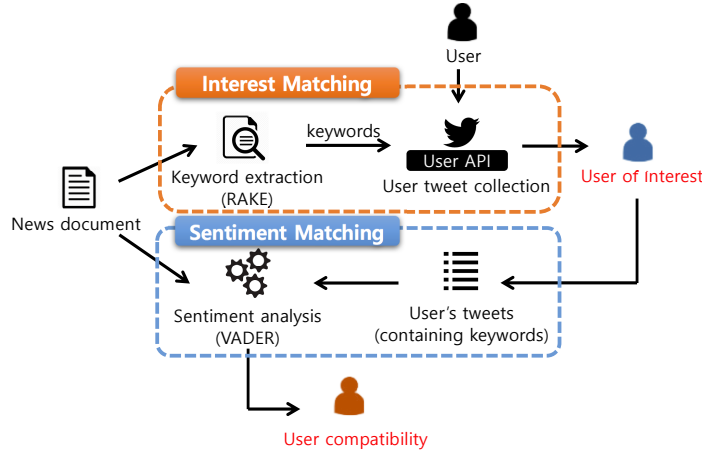 User
Interest Matching
keywords
User API
Keyword extraction
(RAKE)
User tweet collection
User of Interest
News document
Sentiment Matching
Sentiment analysis
(VADER)
User's tweets
(containing keywords)
User compatibility